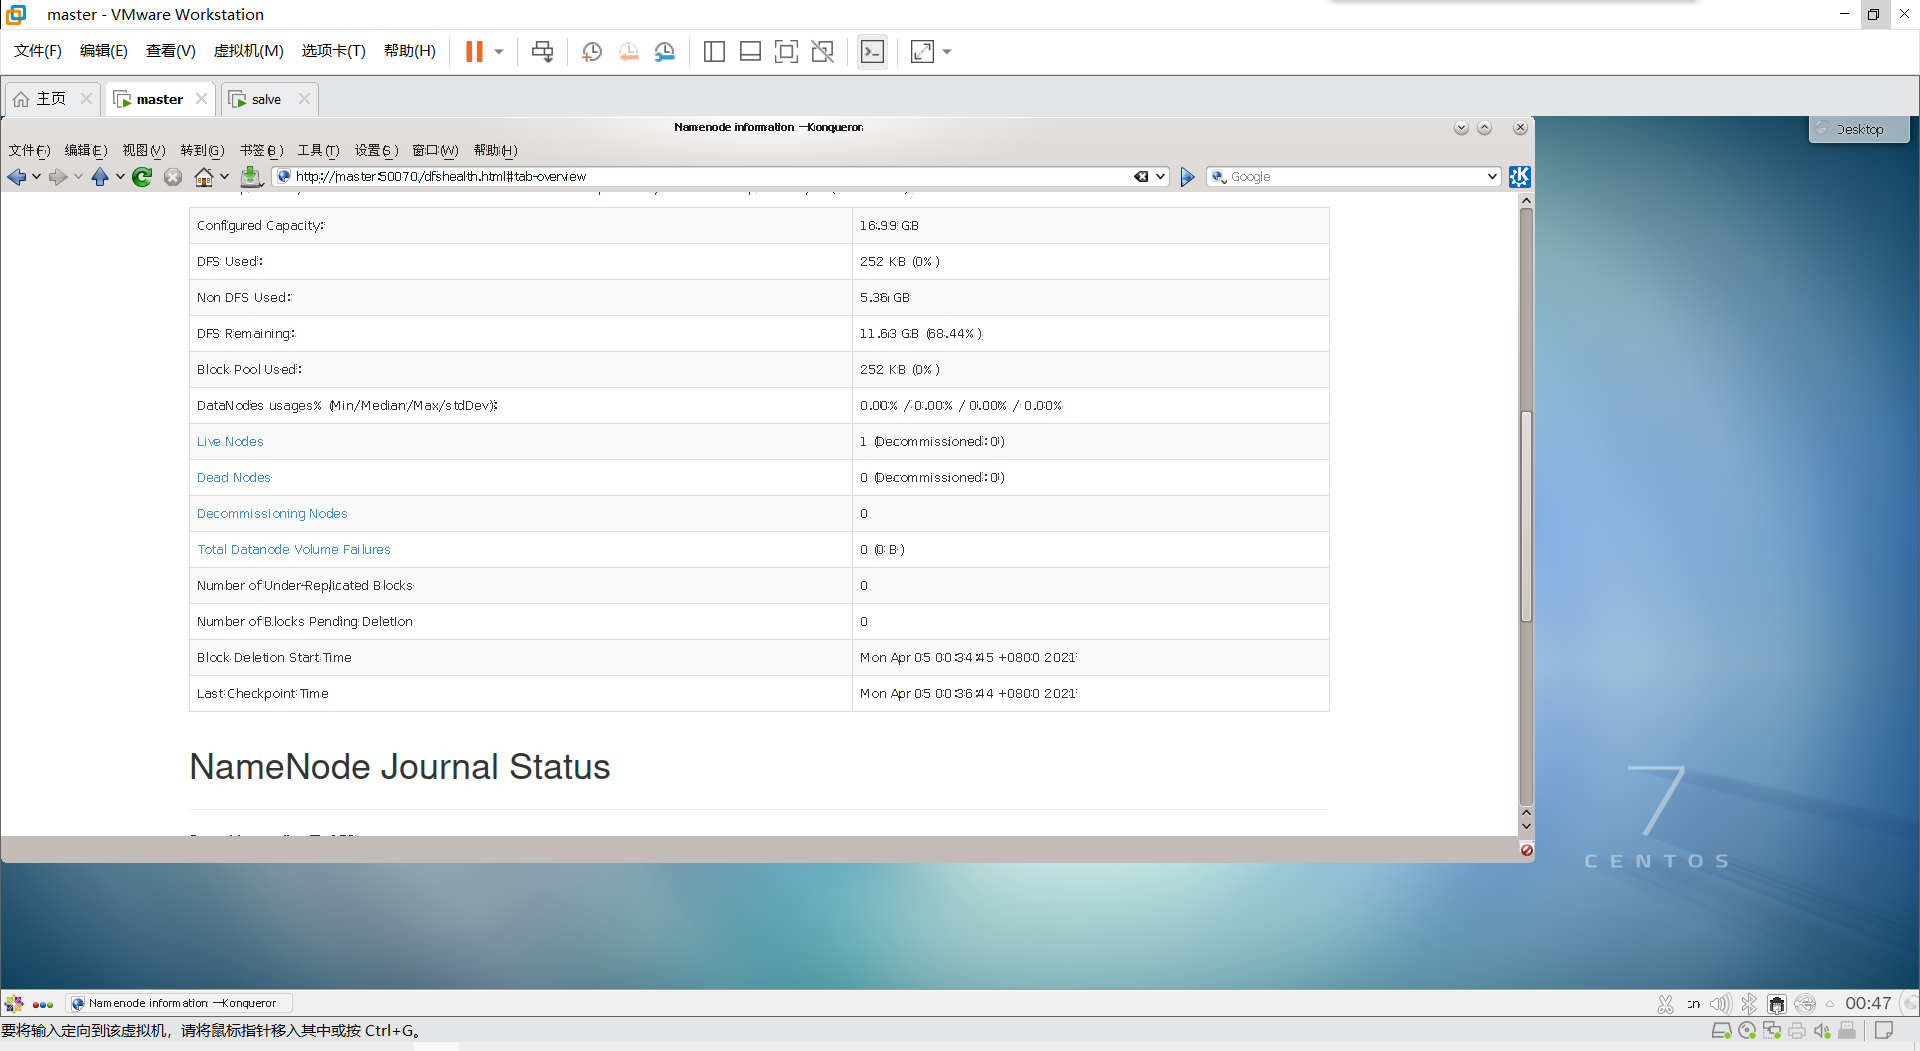 master - VMware Workstation
文件(F) 编辑(E) 查看(V) 虚拟机(M) 选项卡(T) 帮助(H)
主页 master salve
Namenode information – Konqueror
Desktop
文件(F) 编辑(E) 视图(V) 转到(G) 书签(B) 工具(T) 设置(S) 窗口(W) 帮助(H)
http://master:50070/dfshealth.html#tab-overview Google
Configured Capacity: 16.99 GB
DFS Used: 252 KB (0%)
Non DFS Used: 5.36 GB
DFS Remaining: 11.63 GB (68.44%)
Block Pool Used: 252 KB (0%)
DataNodes usages% (Min/Median/Max/stdDev): 0.00% / 0.00% / 0.00% / 0.00%
Live Nodes 1 (Decommissioned: 0)
Dead Nodes 0 (Decommissioned: 0)
Decommissioning Nodes 0
Total Datanode Volume Failures 0 (0 B)
Number of Under-Replicated Blocks 0
Number of Blocks Pending Deletion 0
Block Deletion Start Time Mon Apr 05 00:34:45 +0800 2021
Last Checkpoint Time Mon Apr 05 00:36:44 +0800 2021
NameNode Journal Status
7
CENTOS
Namenode information – Konqueror
00:47
要将输入定向到该虚拟机，请将鼠标指针移入其中或按 Ctrl+G。